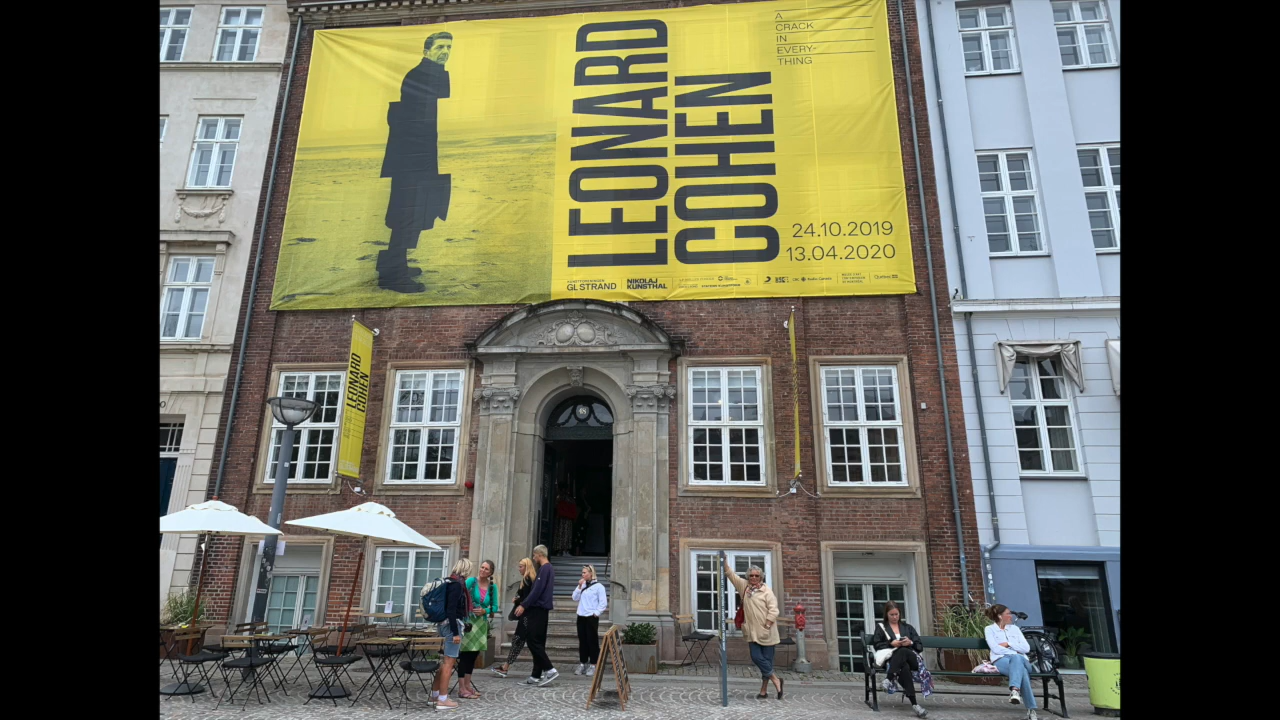 A
CRACK
IN
EVERY-
THING
LEONARD
COHEN
24.10.2019
13.04.2020
GL STRAND
NIKOLAJ
KUNSTHAL
LEONARD
COHEN